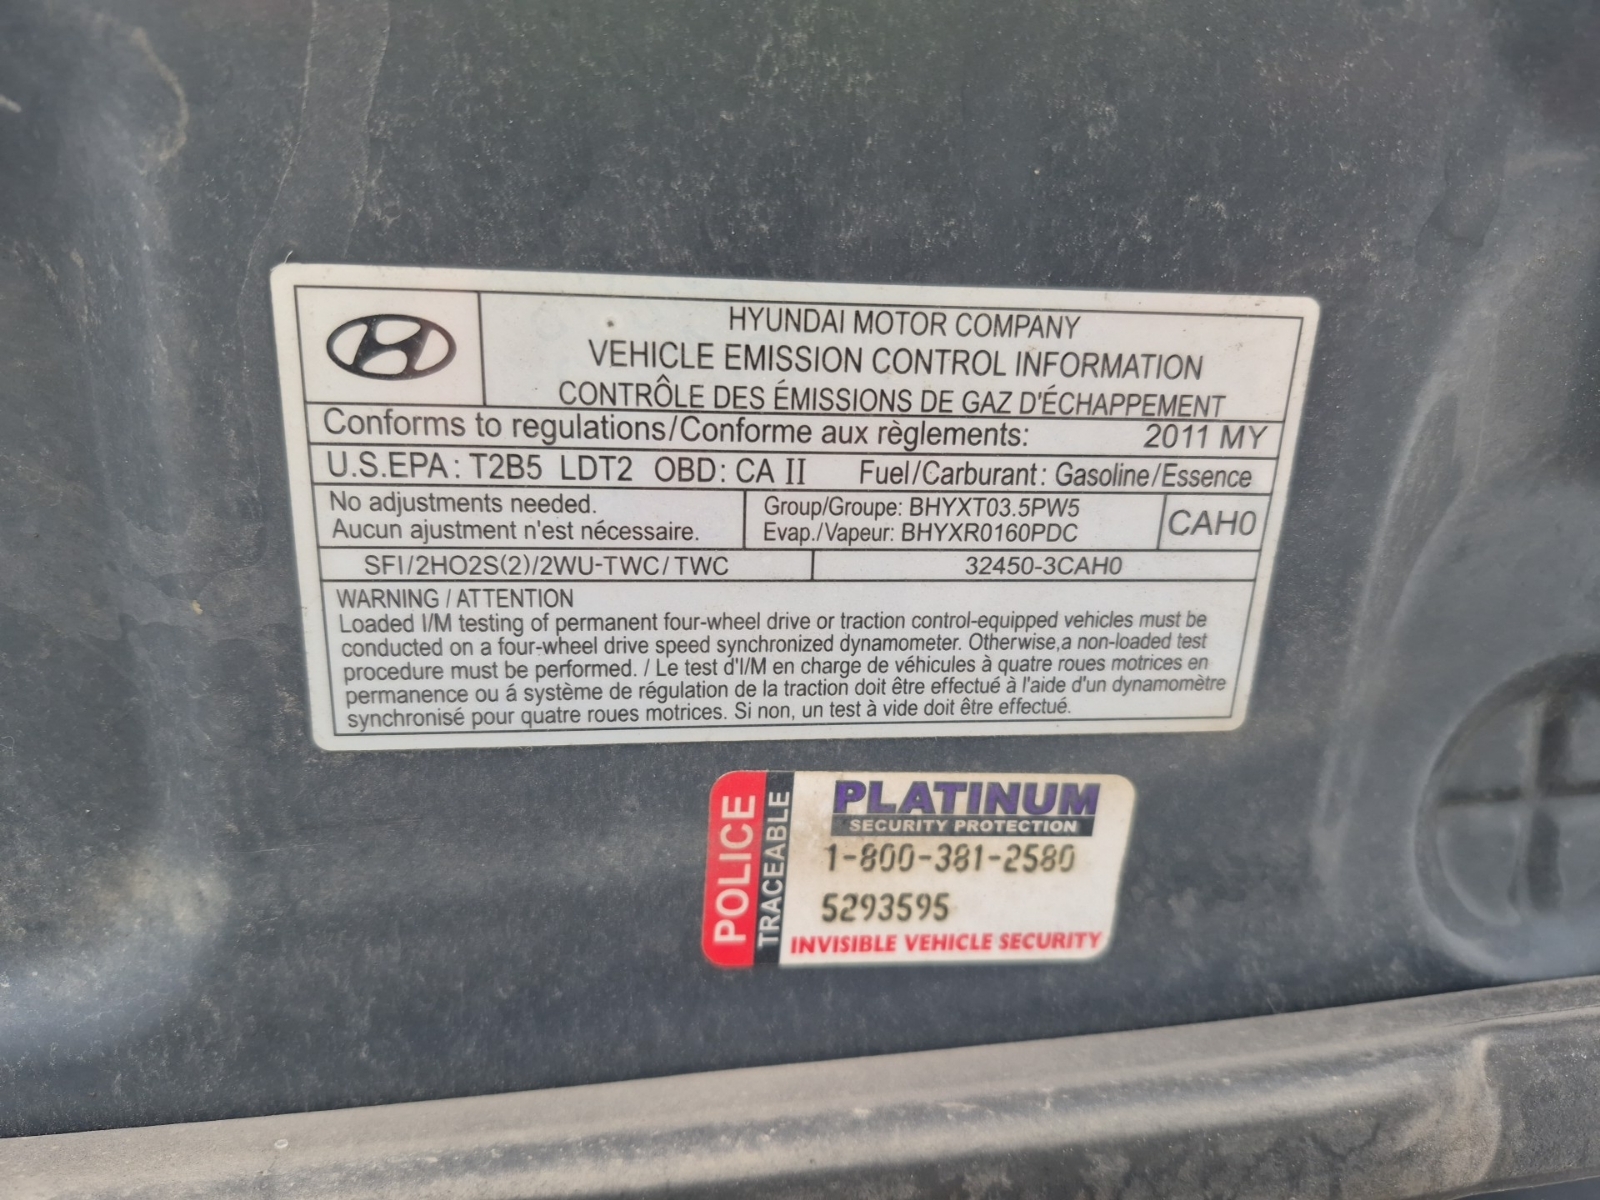 HYUNDAI MOTOR COMPANY
VEHICLE EMISSION CONTROL INFORMATION
CONTRÔLE DES ÉMISSIONS DE GAZ D'ÉCHAPPEMENT
Conforms to regulations/Conforme aux règlements: 2011 MY
U.S.EPA: T2B5 LDT2 OBD: CA II Fuel/Carburant: Gasoline/Essence
No adjustments needed.
Aucun ajustment n'est nécessaire.
Group/Groupe: BHYXT03.5PW5
Evap./Vapeur: BHYXR0160PDC
CAH0
SFI/2HO2S(2)/2WU-TWC/TWC
32450-3CAH0
WARNING / ATTENTION
Loaded I/M testing of permanent four-wheel drive or traction control-equipped vehicles must be
conducted on a four-wheel drive speed synchronized dynamometer. Otherwise,a non-loaded test
procedure must be performed. / Le test d'I/M en charge de véhicules à quatre roues motrices en
permanence ou á système de régulation de la traction doit être effectué à l'aide d'un dynamomètre
synchronisé pour quatre roues motrices. Si non, un test à vide doit être effectué.
POLICE
TRACEABLE
PLATINUM
SECURITY PROTECTION
1-800-381-2580
5293595
INVISIBLE VEHICLE SECURITY